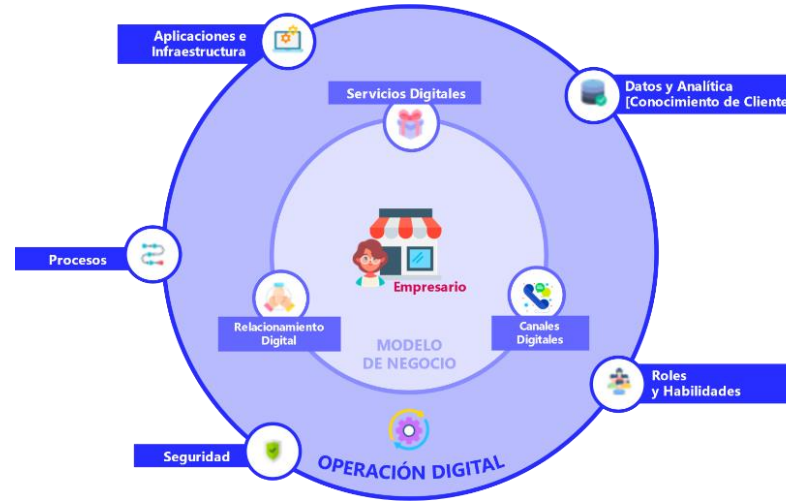 Aplicaciones e
Infraestructura
Servicios Digitales
Datos y Analítica
[Conocimiento de Cliente
Procesos
Empresario
Relacionamiento
Digital
Canales
Digitales
MODELO
DE NEGOCIO
Roles
y Habilidades
Seguridad
OPERACIÓN DIGITAL